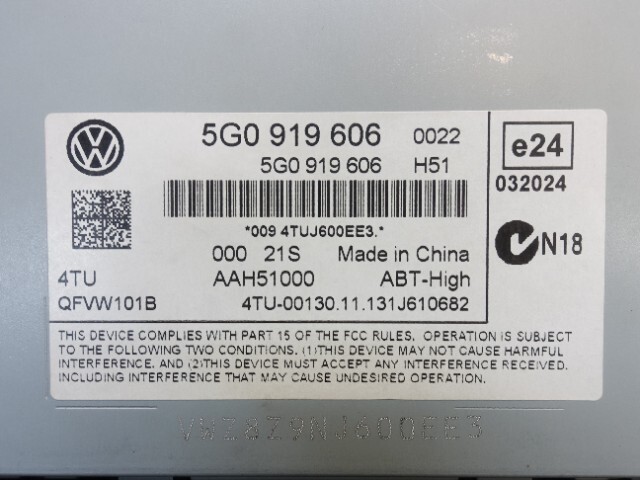 5G0 919 606 0022
5G0 919 606 H51
e24
032024
*009 4TUJ600EE3.*
N18
000 21S Made in China
4TU AAH51000 ABT-High
QFVW101B 4TU-00130.11.131J610682
THIS DEVICE COMPLIES WITH PART 15 OF THE FCC RULES. OPERATION IS SUBJECT
TO THE FOLLOWING TWO CONDITIONS. (1)THIS DEVICE MAY NOT CAUSE HARMFUL
INTERFERENCE. AND (2)THIS DEVICE MUST ACCEPT ANY INTERFERENCE RECEIVED.
INCLUDING INTERFERENCE THAT MAY CAUSE UNDESIRED OPERATION.
VWZ8Z9NJ600EE3